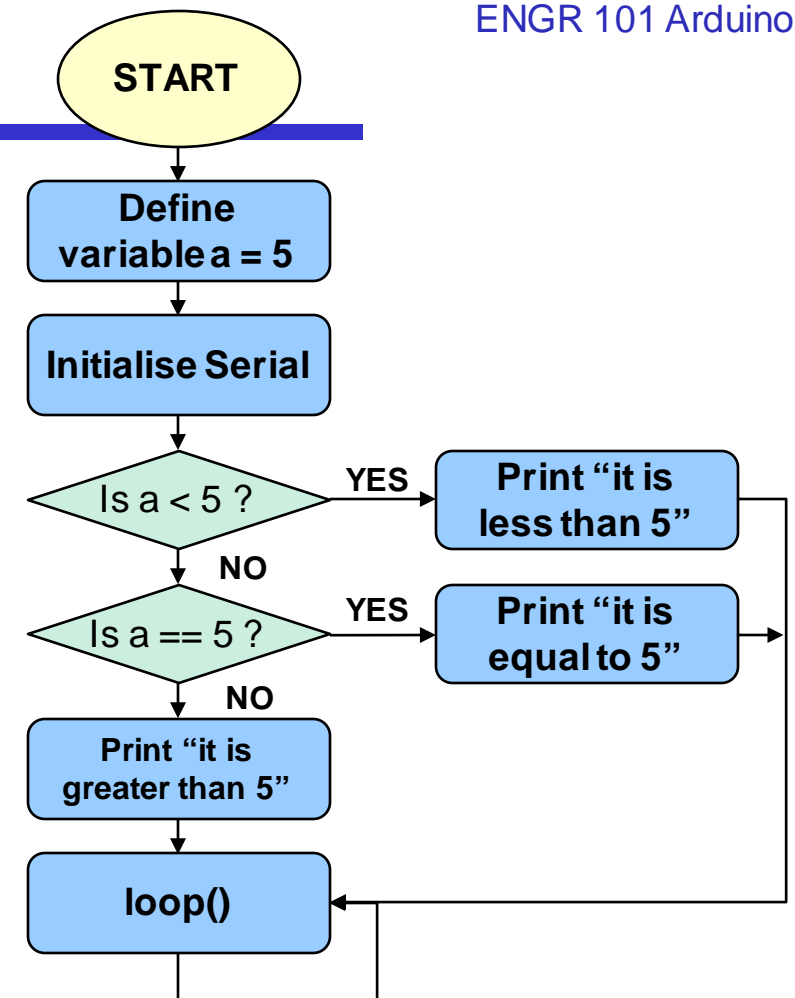 ENGR 101 Arduino
START
Define
variable a = 5
Initialise Serial
Is a < 5 ?
YES
Print “it is
less than 5”
NO
Is a == 5 ?
YES
Print “it is
equal to 5”
NO
Print “it is
greater than 5”
loop()